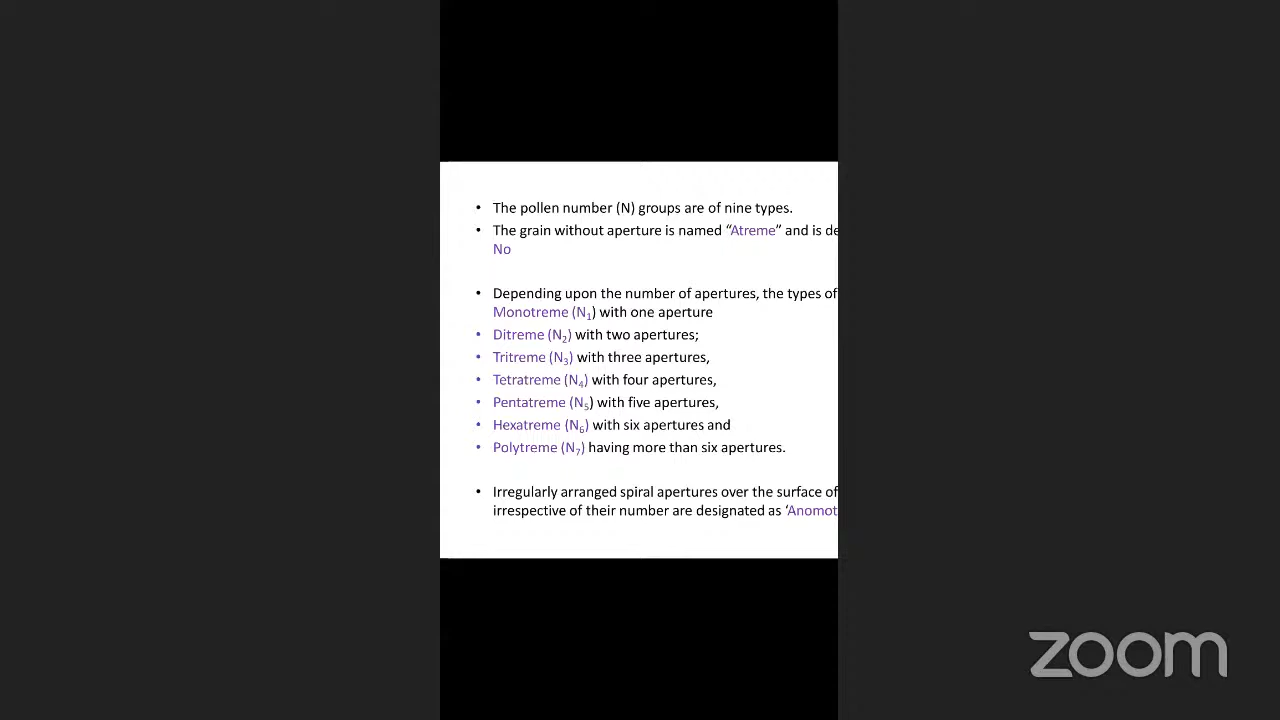 • The pollen number (N) groups are of nine types.
• The grain without aperture is named “Atreme” and is de
No
• Depending upon the number of apertures, the types of
Monotreme (N₁) with one aperture
• Ditreme (N₂) with two apertures;
• Tritreme (N₃) with three apertures,
• Tetratreme (N₄) with four apertures,
• Pentatreme (N₅) with five apertures,
• Hexatreme (N₆) with six apertures and
• Polytreme (N₇) having more than six apertures.
• Irregularly arranged spiral apertures over the surface of
irrespective of their number are designated as ‘Anomot
zoom